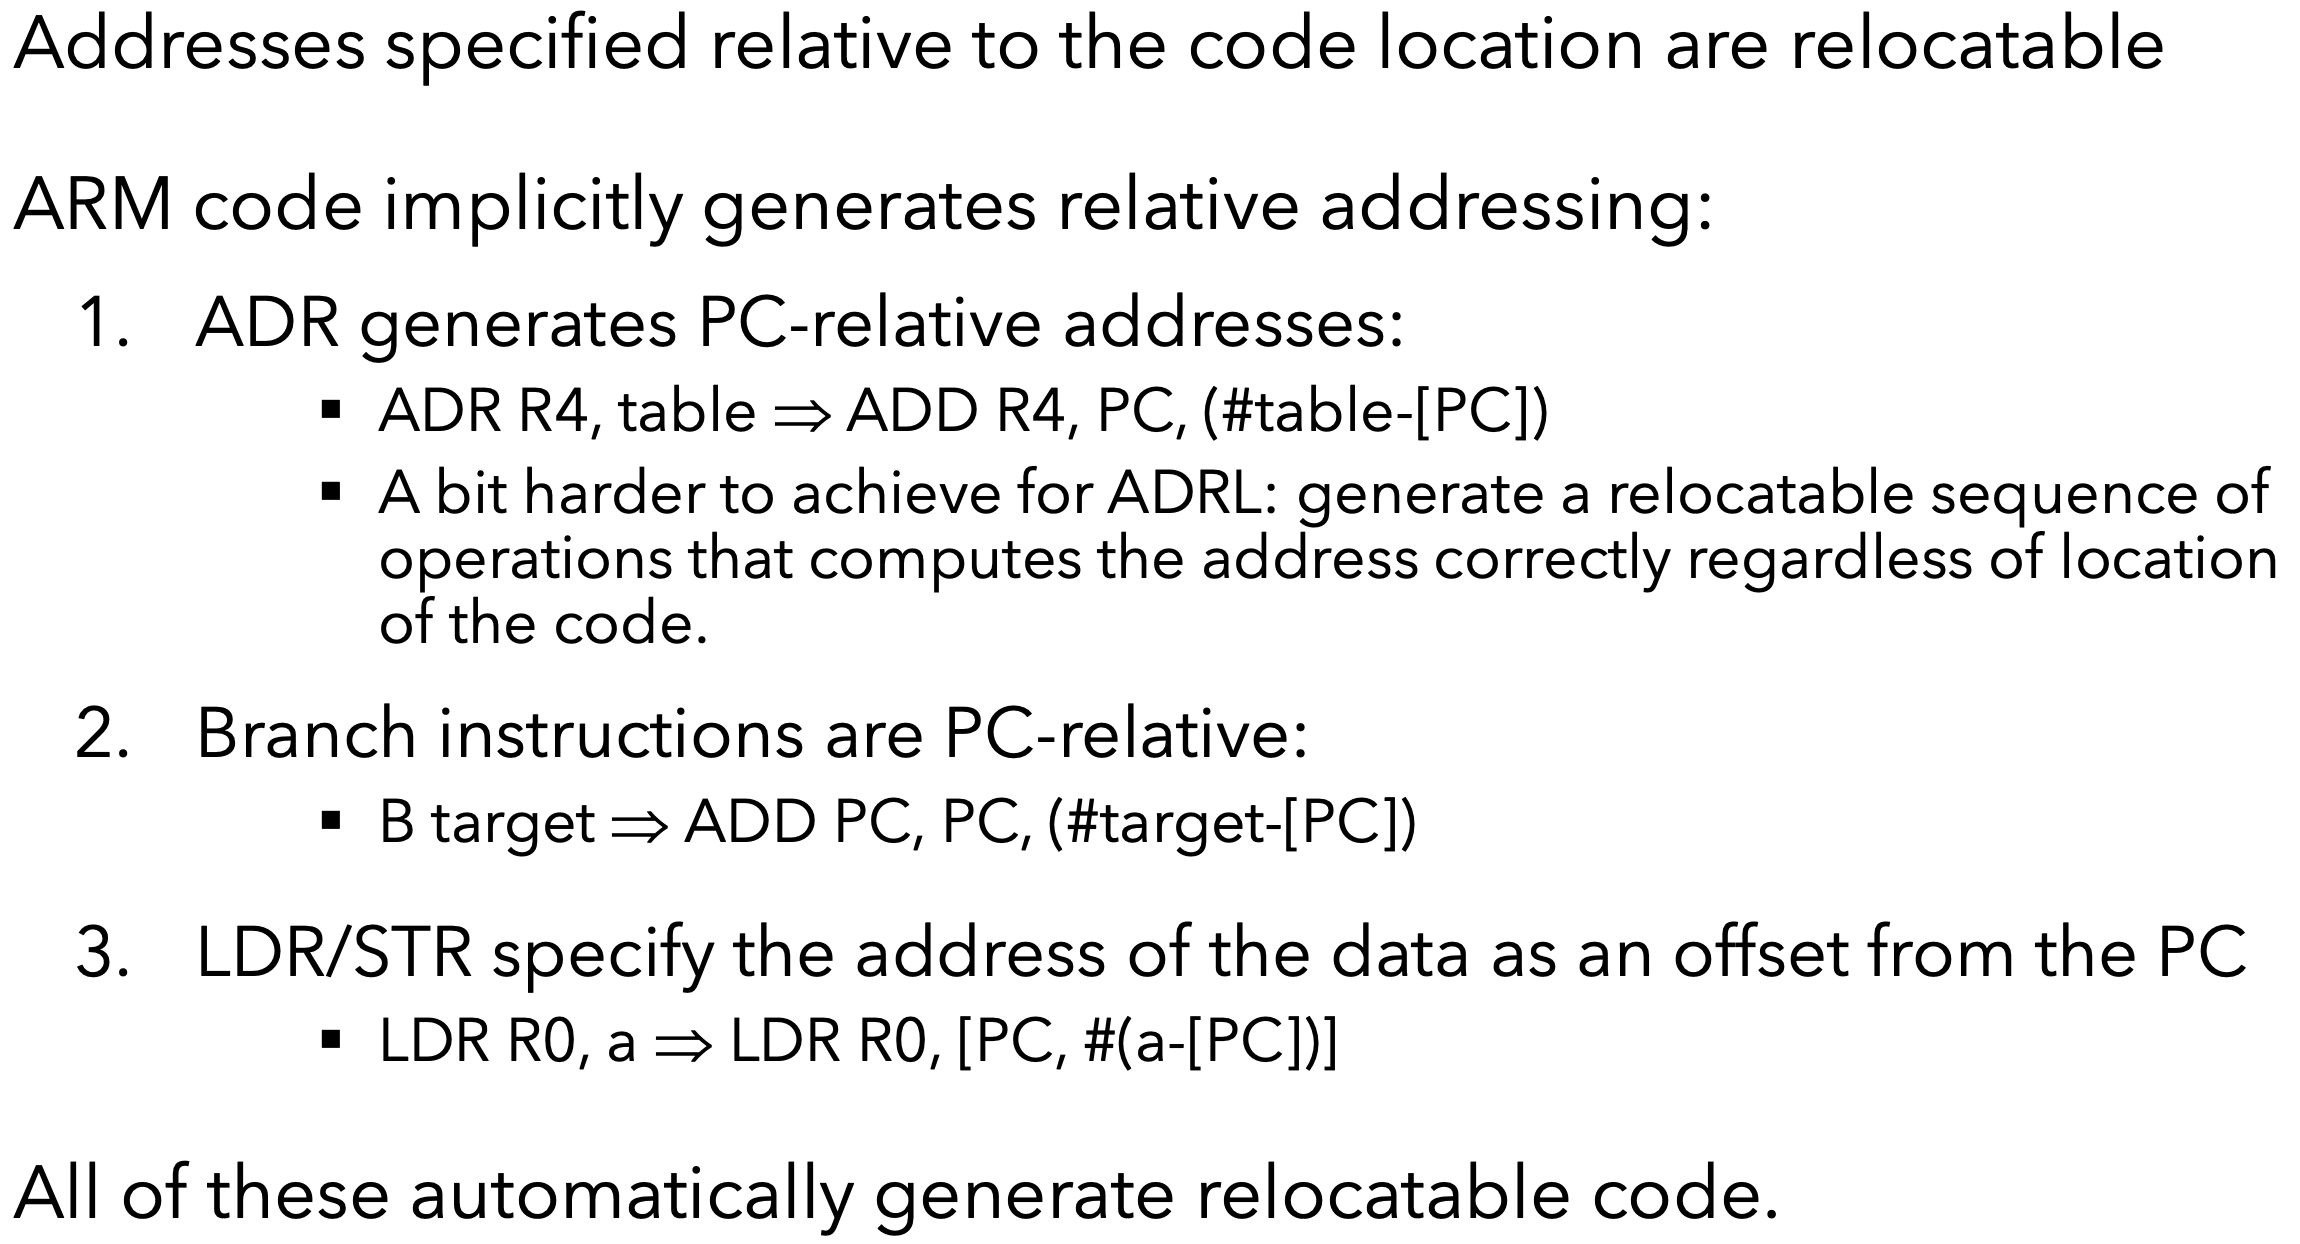 Addresses specified relative to the code location are relocatable
ARM code implicitly generates relative addressing:
1. ADR generates PC-relative addresses:
▪ ADR R4, table ⇒ ADD R4, PC, (#table-[PC])
▪ A bit harder to achieve for ADRL: generate a relocatable sequence of
operations that computes the address correctly regardless of location
of the code.
2. Branch instructions are PC-relative:
▪ B target ⇒ ADD PC, PC, (#target-[PC])
3. LDR/STR specify the address of the data as an offset from the PC
▪ LDR R0, a ⇒ LDR R0, [PC, #(a-[PC])]
All of these automatically generate relocatable code.